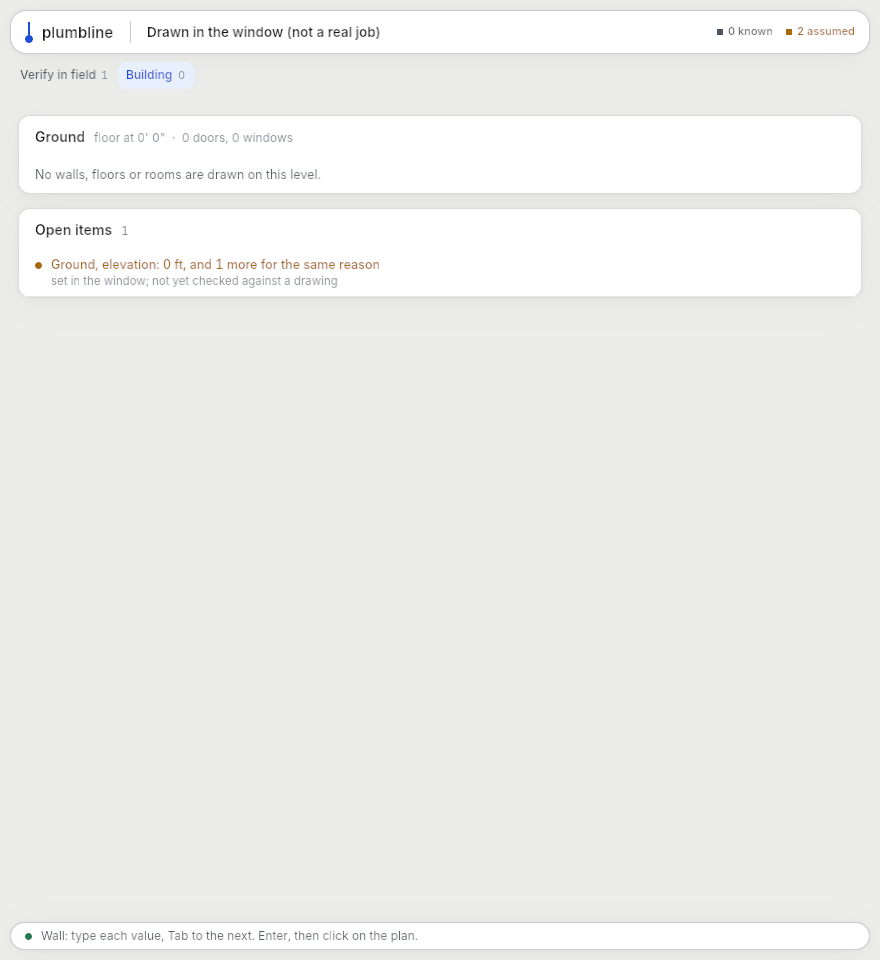 plumbline
Drawn in the window (not a real job)
0 known
2 assumed
Verify in field 1
Building 0
Ground floor at 0' 0" · 0 doors, 0 windows
No walls, floors or rooms are drawn on this level.
Open items 1
Ground, elevation: 0 ft, and 1 more for the same reason
set in the window; not yet checked against a drawing
Wall: type each value, Tab to the next. Enter, then click on the plan.